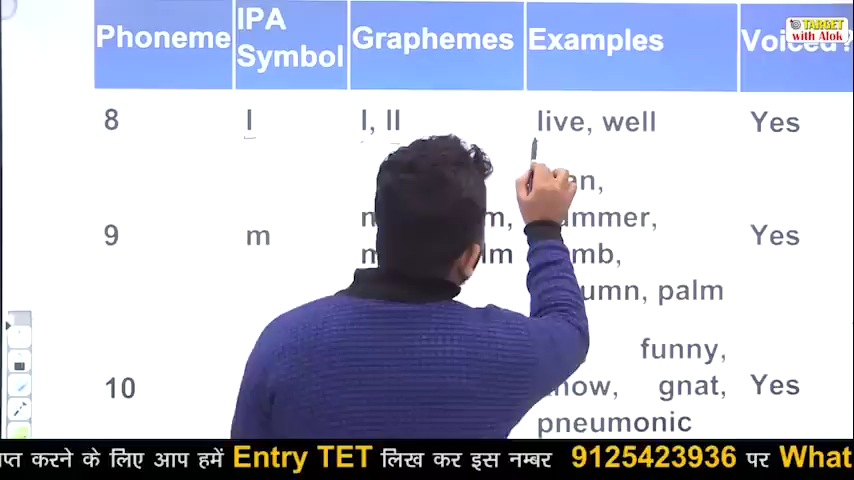 TARGET
with Alok
Phoneme IPA Symbol Graphemes Examples Voiced?
8 l l, ll live, well Yes
9 m Yes
palm
10 funny,
gnat, Yes
pneumonic
प्त करने के लिए आप हमें Entry TET लिख कर इस नम्बर 9125423936 पर What